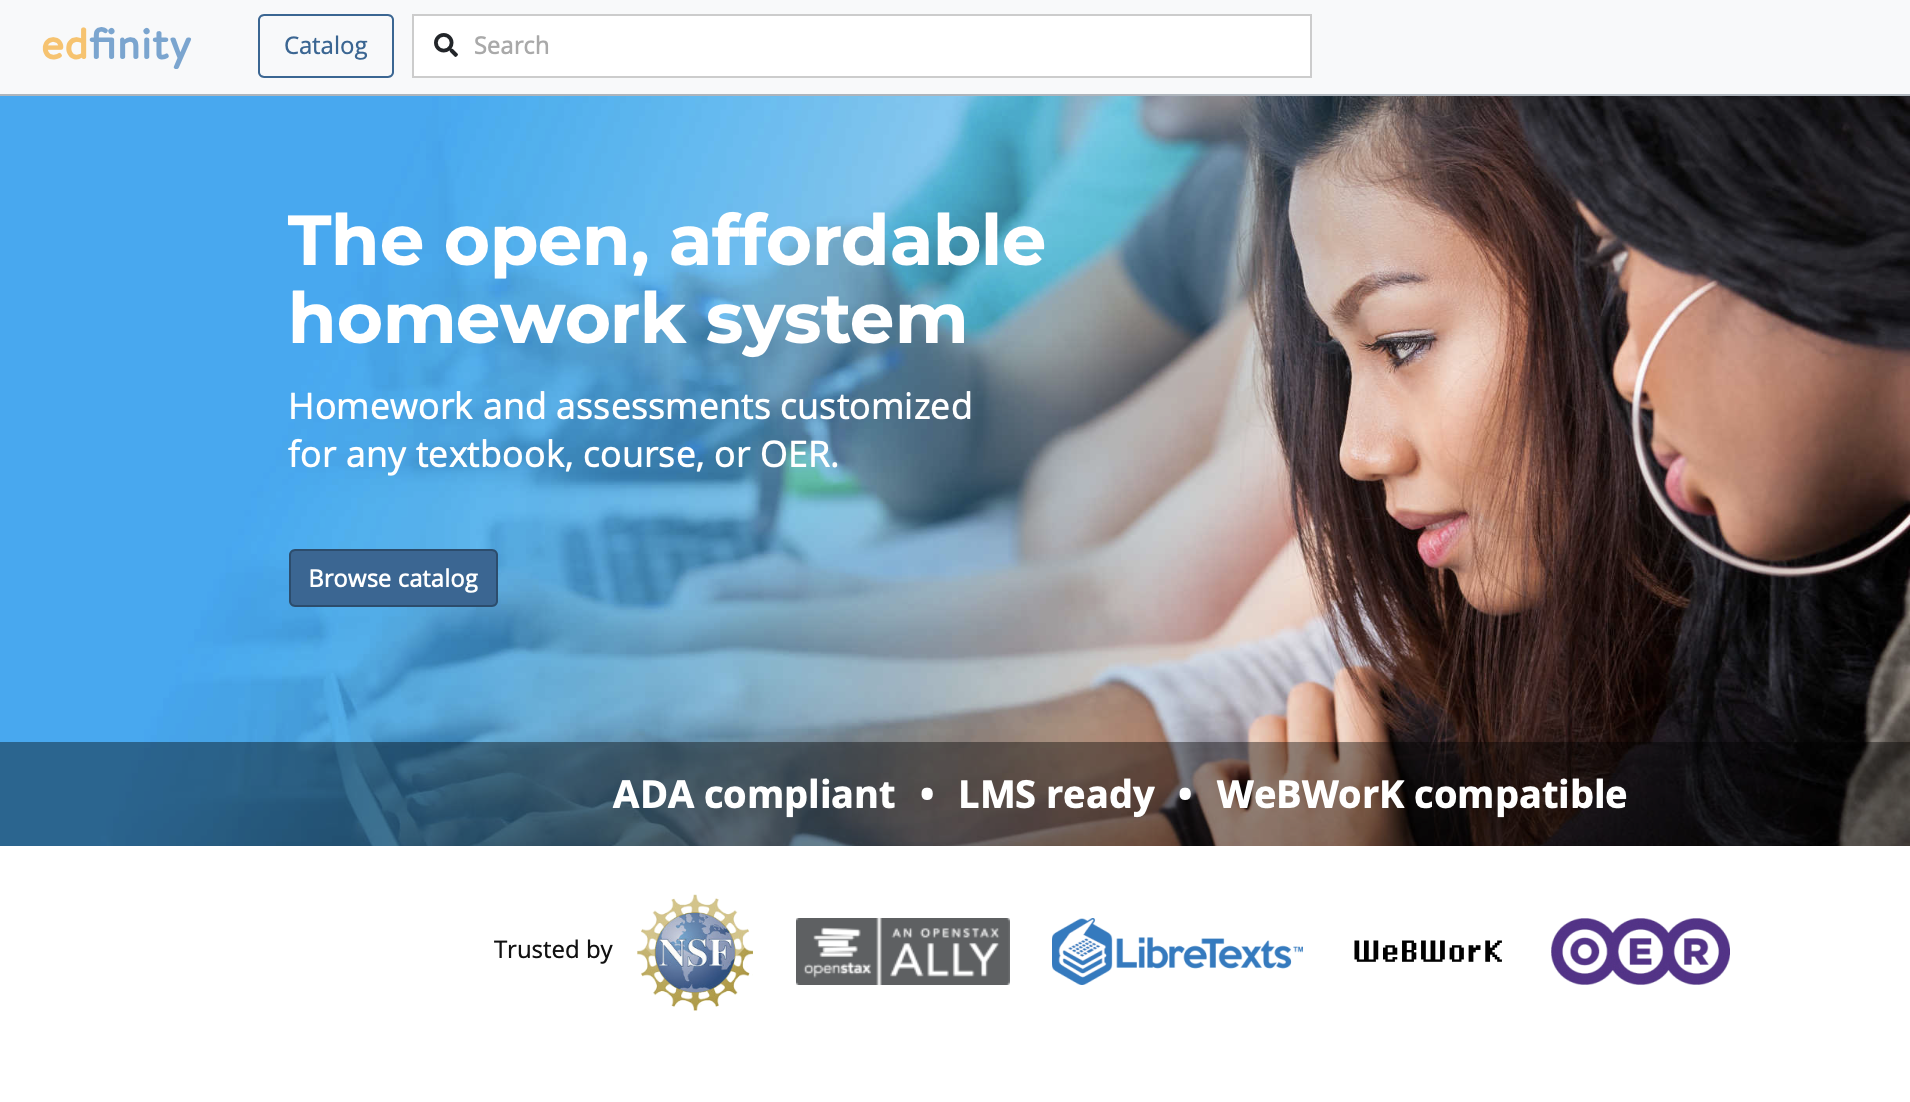 edfinity
Catalog
Search
The open, affordable
homework system
Homework and assessments customized
for any textbook, course, or OER.
Browse catalog
ADA compliant • LMS ready • WeBWorK compatible
Trusted by
NSF
openstax
AN OPENSTAX
ALLY
LibreTexts™
WeBWorK
OER